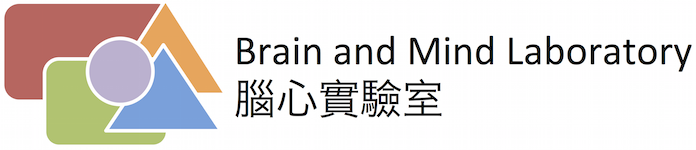 Brain and Mind Laboratory
腦心實驗室